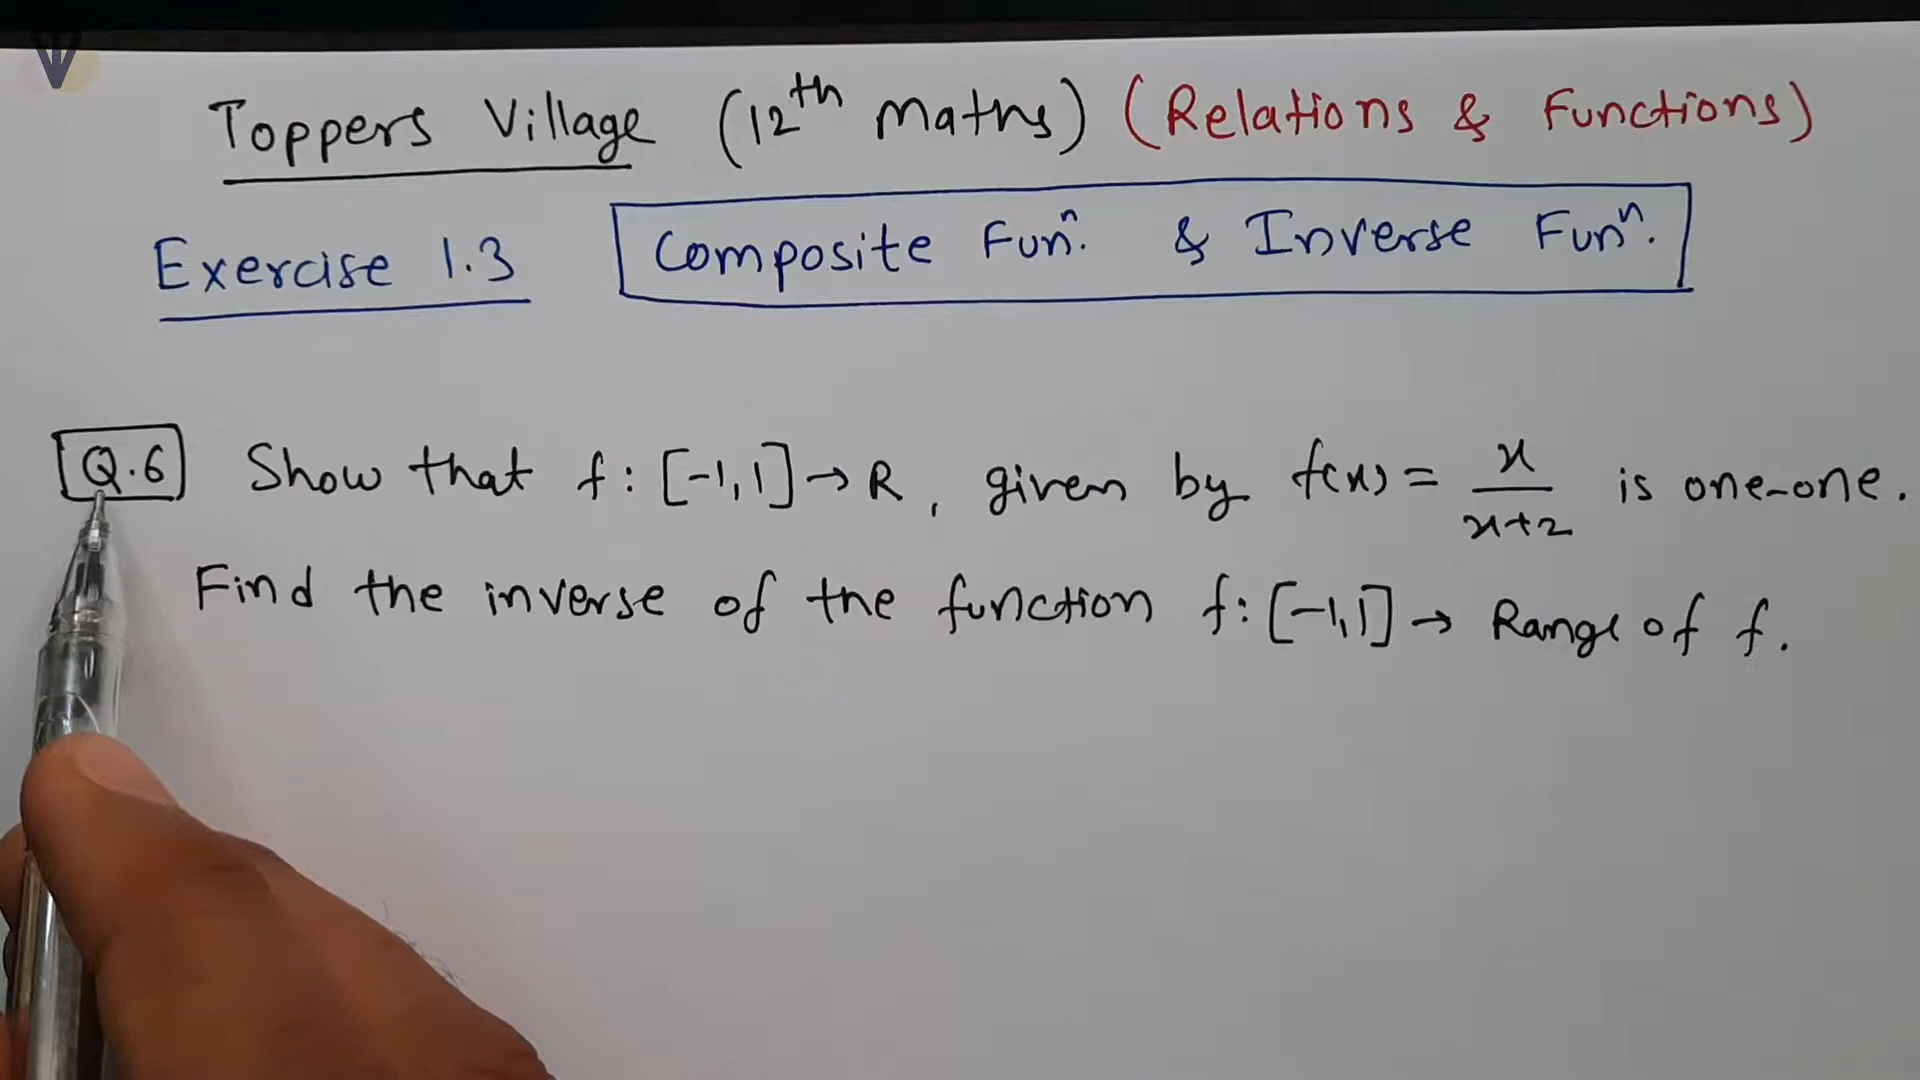 Toppers Village (12th maths) (Relations & Functions)
Exercise 1.3 Composite Funⁿ. & Inverse Funⁿ.
Q.6 Show that f : [-1,1] → R, given by f(x) = x/x+2 is one-one.
Find the inverse of the function f : [-1,1] → Range of f.